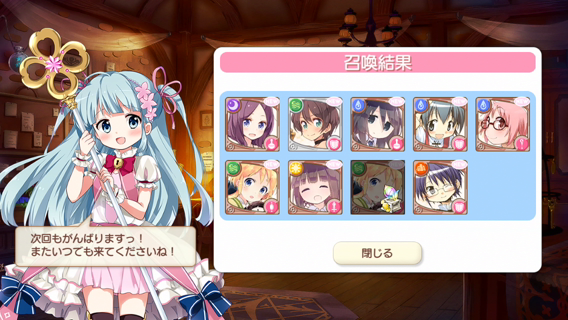 召喚結果
次回もがんばりますっ！
またいつでも来てくださいね！
閉じる